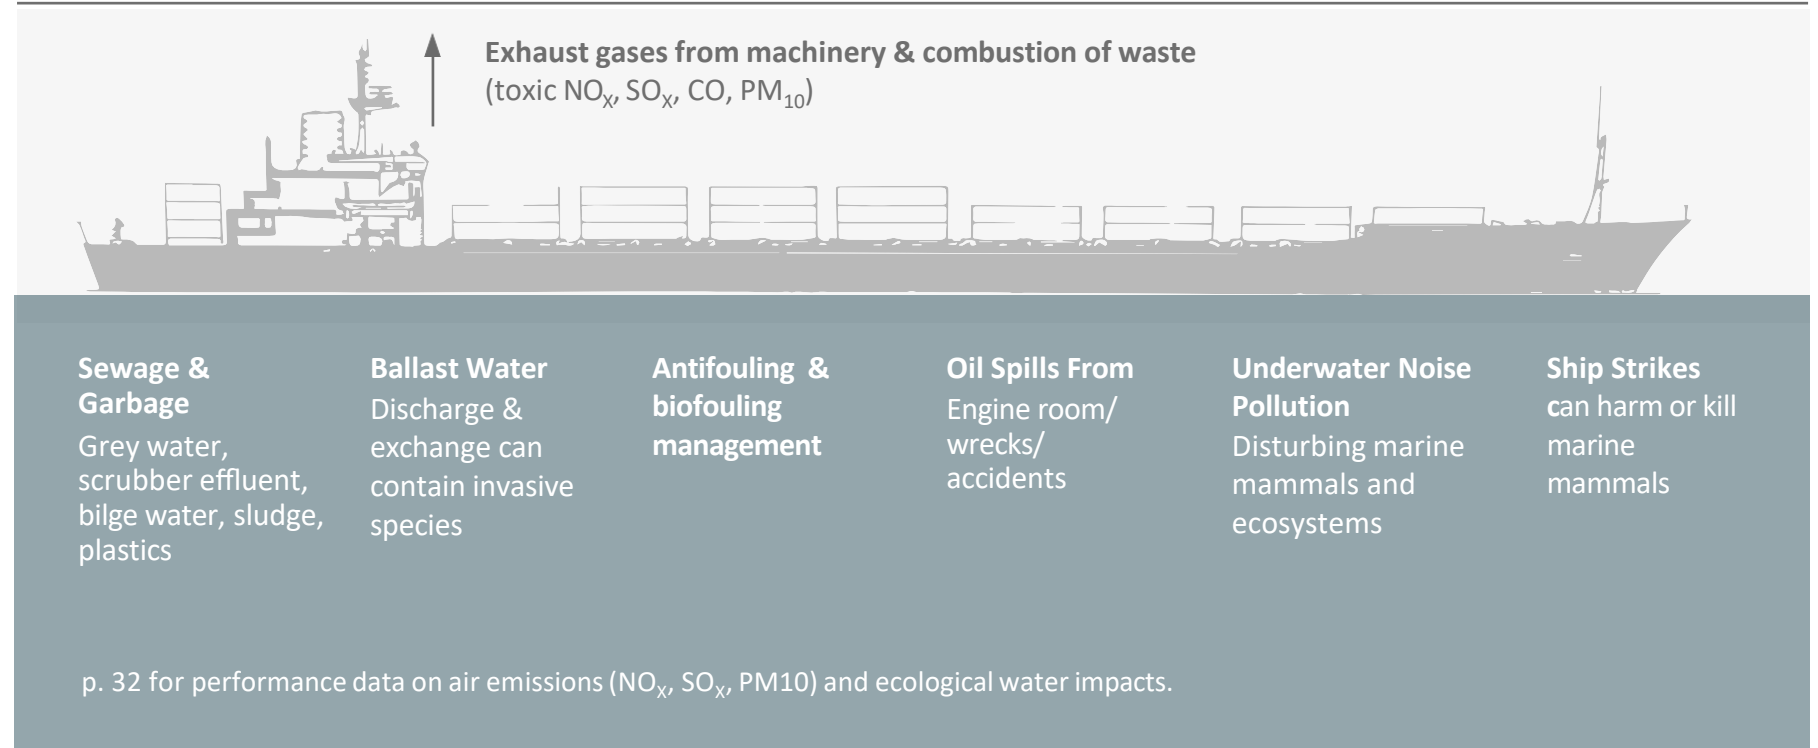 Exhaust gases from machinery & combustion of waste
(toxic NOX, SOX, CO, PM10)
Sewage &
Garbage
Grey water,
scrubber effluent,
bilge water, sludge,
plastics
Ballast Water
Discharge &
exchange can
contain invasive
species
Antifouling &
biofouling
management
Oil Spills From
Engine room/
wrecks/
accidents
Underwater Noise
Pollution
Disturbing marine
mammals and
ecosystems
Ship Strikes
can harm or kill
marine
mammals
p. 32 for performance data on air emissions (NOX, SOX, PM10) and ecological water impacts.